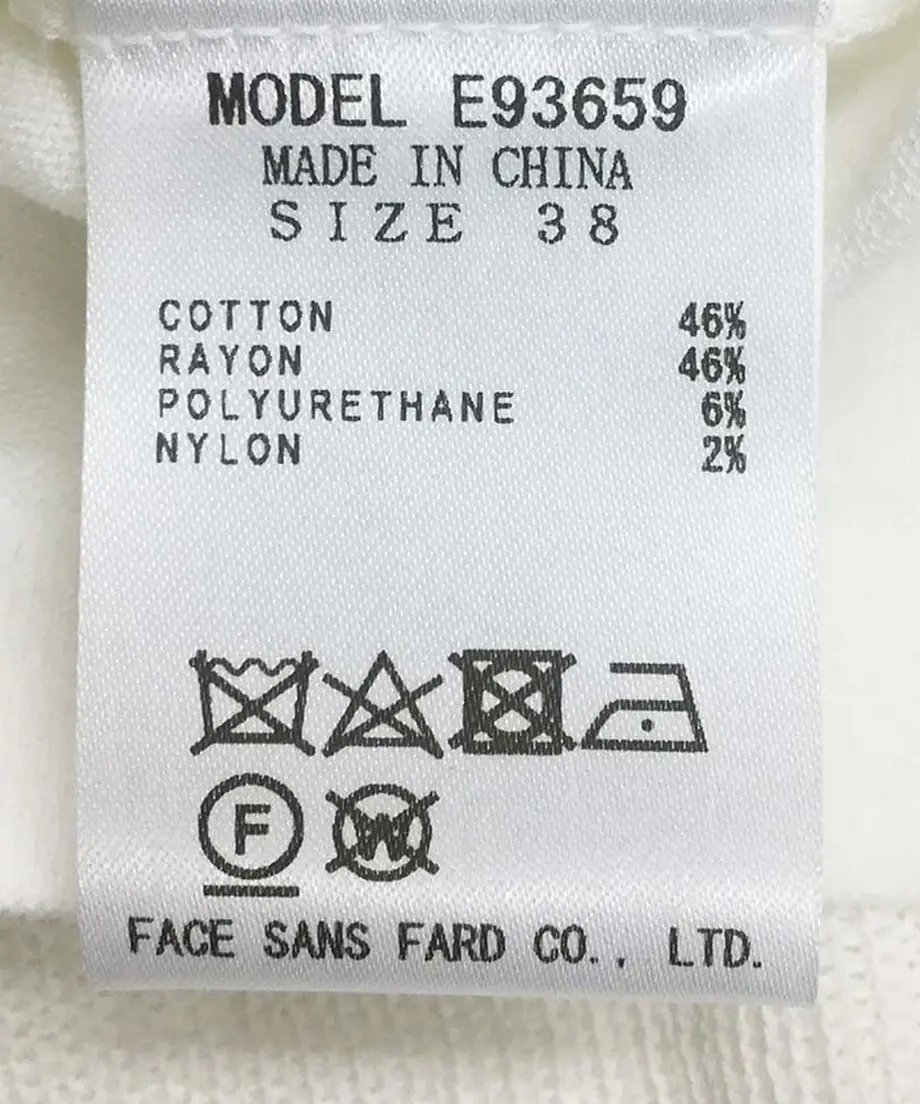 MODEL E93659
MADE IN CHINA
SIZE 38
COTTON 46%
RAYON 46%
POLYURETHANE 6%
NYLON 2%
F W
FACE SANS FARD CO., LTD.